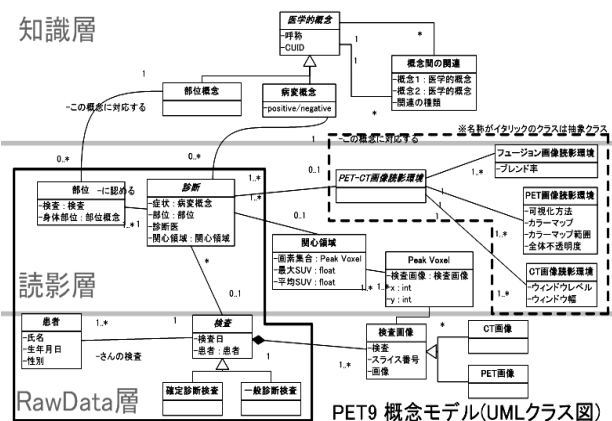 知識層
医学的概念
-呼称
-CUID
*
1
1
*
概念間の関連
-概念1：医学的概念
-概念2：医学的概念
-関連の種類
1
部位概念
病変概念
-positive/negative
-この概念に対応する
1
-この概念に対応する
※名称がイタリックのクラスは抽象クラス
0..*
0..*
0..1
1..*
PET-CT画像読影環境
1
1
1
フュージョン画像読影環境
-ブレンド率
1..*
PET画像読影環境
-可視化方法
-カラーマップ
-カラーマップ範囲
-全体不透明度
1..*
CT画像読影環境
-ウィンドウレベル
-ウィンドウ幅
1..*
部位
-検査：検査
-身体部位：部位概念
-に認める
1..*
1
診断
-症状：病変概念
-部位：部位
-診断医
-関心領域：関心領域
1..*
0..1
関心領域
-画素集合：Peak Voxel
-最大SUV：float
-平均SUV：float
1..*
1..*
Peak Voxel
-検査画像：検査画像
-x：int
-y：int
読影層
*
0..1
患者
-氏名
-生年月日
-性別
1..*
1
-さんの検査
検査
-検査日
-患者：患者
1
1..*
検査画像
-検査
-スライス番号
-画像
*
CT画像
PET画像
確定診断検査
一般診断検査
RawData層
PET9 概念モデル(UMLクラス図)